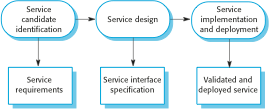 Service
candidate
identification
Service design
Service
implementation
and deployment
Service
requirements
Service interface
specification
Validated and
deployed service